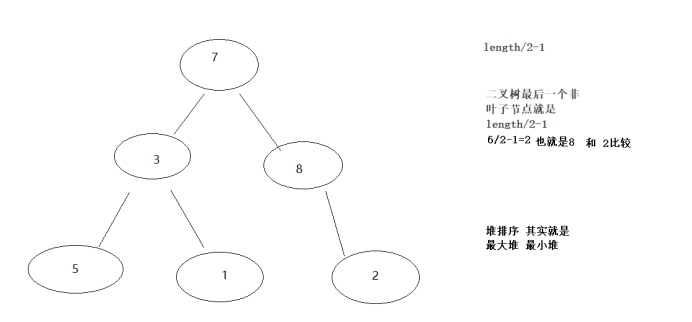 7
length/2-1
二叉树最后一个非
叶子节点就是
length/2-1
6/2-1=2 也就是8 和 2比较
3
8
堆排序 其实就是
最大堆 最小堆
5
1
2